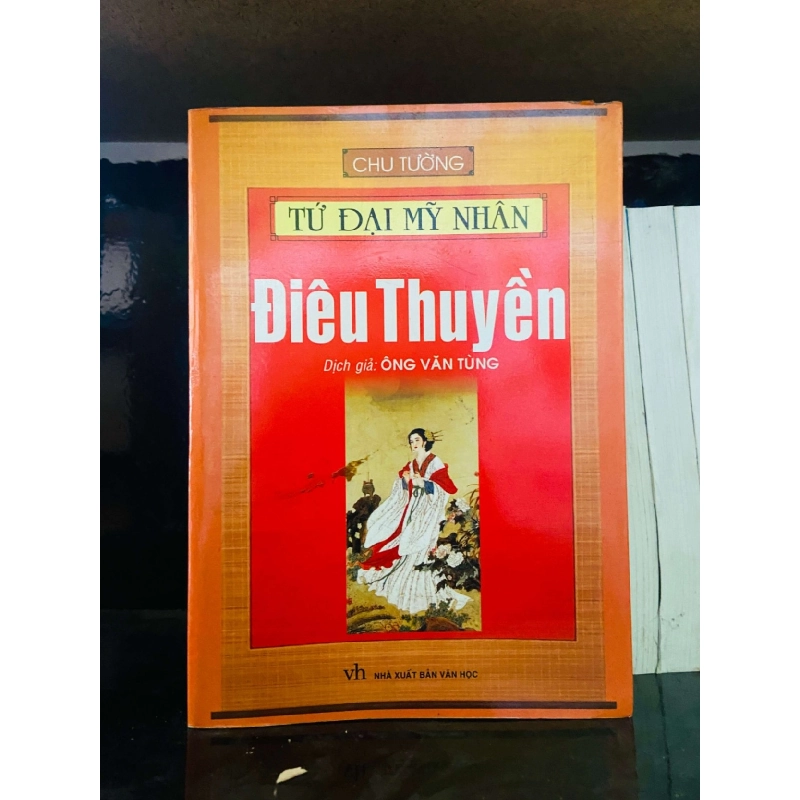 CHU TƯỜNG
TỨ ĐẠI MỸ NHÂN
Điêu Thuyền
Dịch giả: ÔNG VĂN TÙNG
vh NHÀ XUẤT BẢN VĂN HỌC